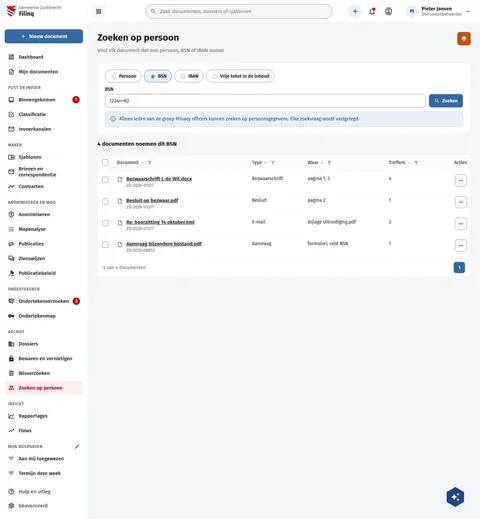 Gemeente Zuiddrecht
Filinq
Zoek documenten, dossiers of sjablonen
PJ
Pieter Jansen
Documentbeheerder
+ Nieuw document
Dashboard
Mijn documenten
POST EN INVOER
Binnengekomen
Classificatie
Invoerkanalen
MAKEN
Sjablonen
Brieven en correspondentie
Contracten
ANONIMISEREN EN WOO
Anonimiseren
Mapanalyse
Publicaties
Zienswijzen
Publicatiebeleid
ONDERTEKENEN
Ondertekenverzoeken
Ondertekenmap
ARCHIEF
Dossiers
Bewaren en vernietigen
Wisverzoeken
Zoeken op persoon
INZICHT
Rapportages
Flows
MIJN WEERGAVEN
Aan mij toegewezen
Termijn deze week
Hulp en uitleg
Geavanceerd
Zoeken op persoon
Vind elk document dat een persoon, BSN of IBAN noemt
Persoon
BSN
IBAN
Vrije tekst in de inhoud
BSN
Zoeken
Alleen leden van de groep Privacy officers kunnen zoeken op persoonsgegevens. Elke zoekvraag wordt vastgelegd.
4 documenten noemen dit BSN
Document
Type
Waar
Treffers
Acties
Bezwaarschrift J. de Wit.docx
Bezwaarschrift
pagina 1, 3
4
Besluit op bezwaar.pdf
Besluit
pagina 2
1
Re: hoorzitting 14 oktober.eml
E-mail
bijlage Uitnodiging.pdf
2
Aanvraag bijzondere bijstand.pdf
Aanvraag
formulier, veld BSN
1
4 van 4 documenten
1